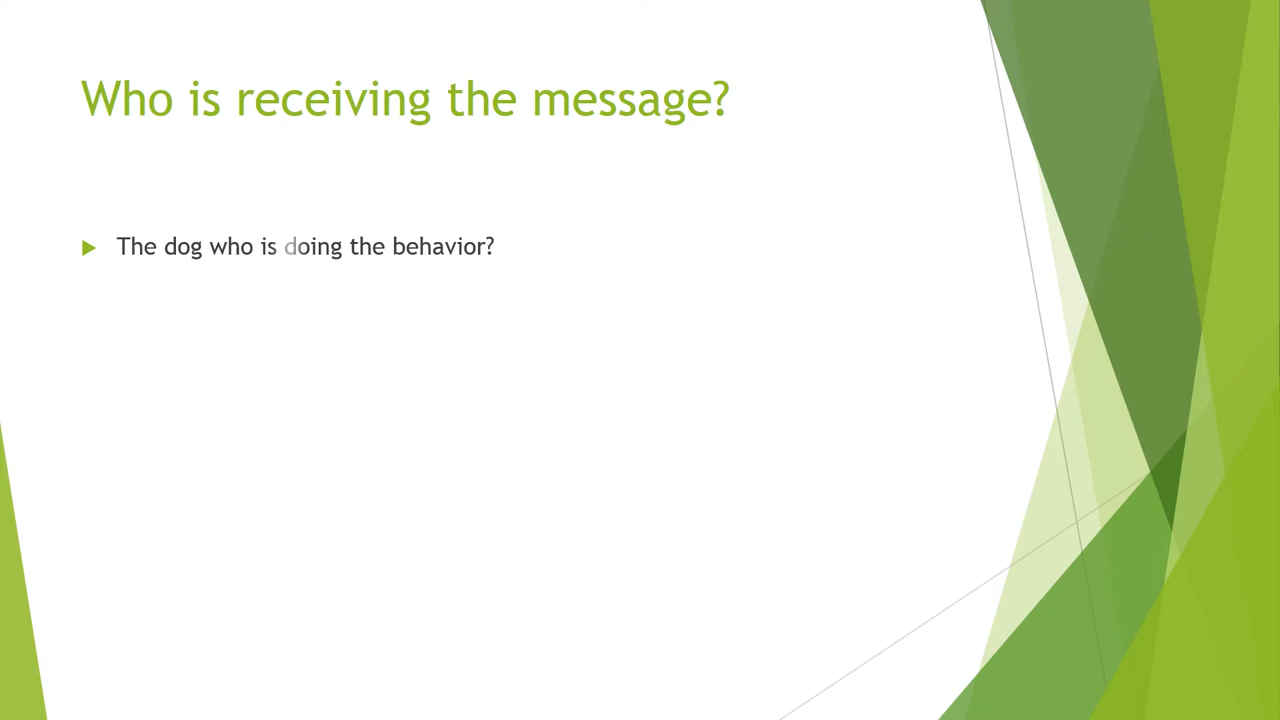 Who is receiving the message?
The dog who is doing the behavior?